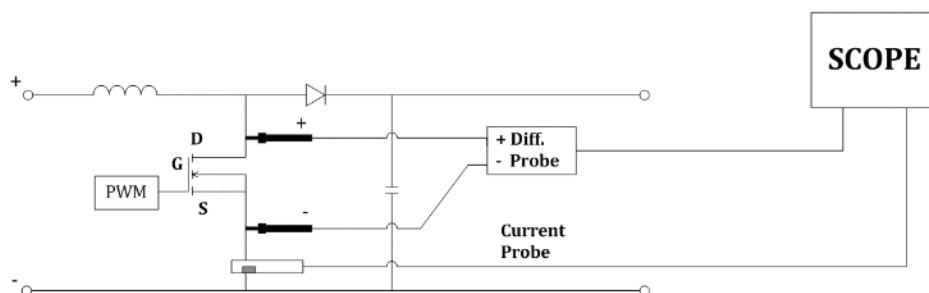 SCOPE
+
D
+
+ Diff.
G
- Probe
PWM
S
-
Current
Probe
-